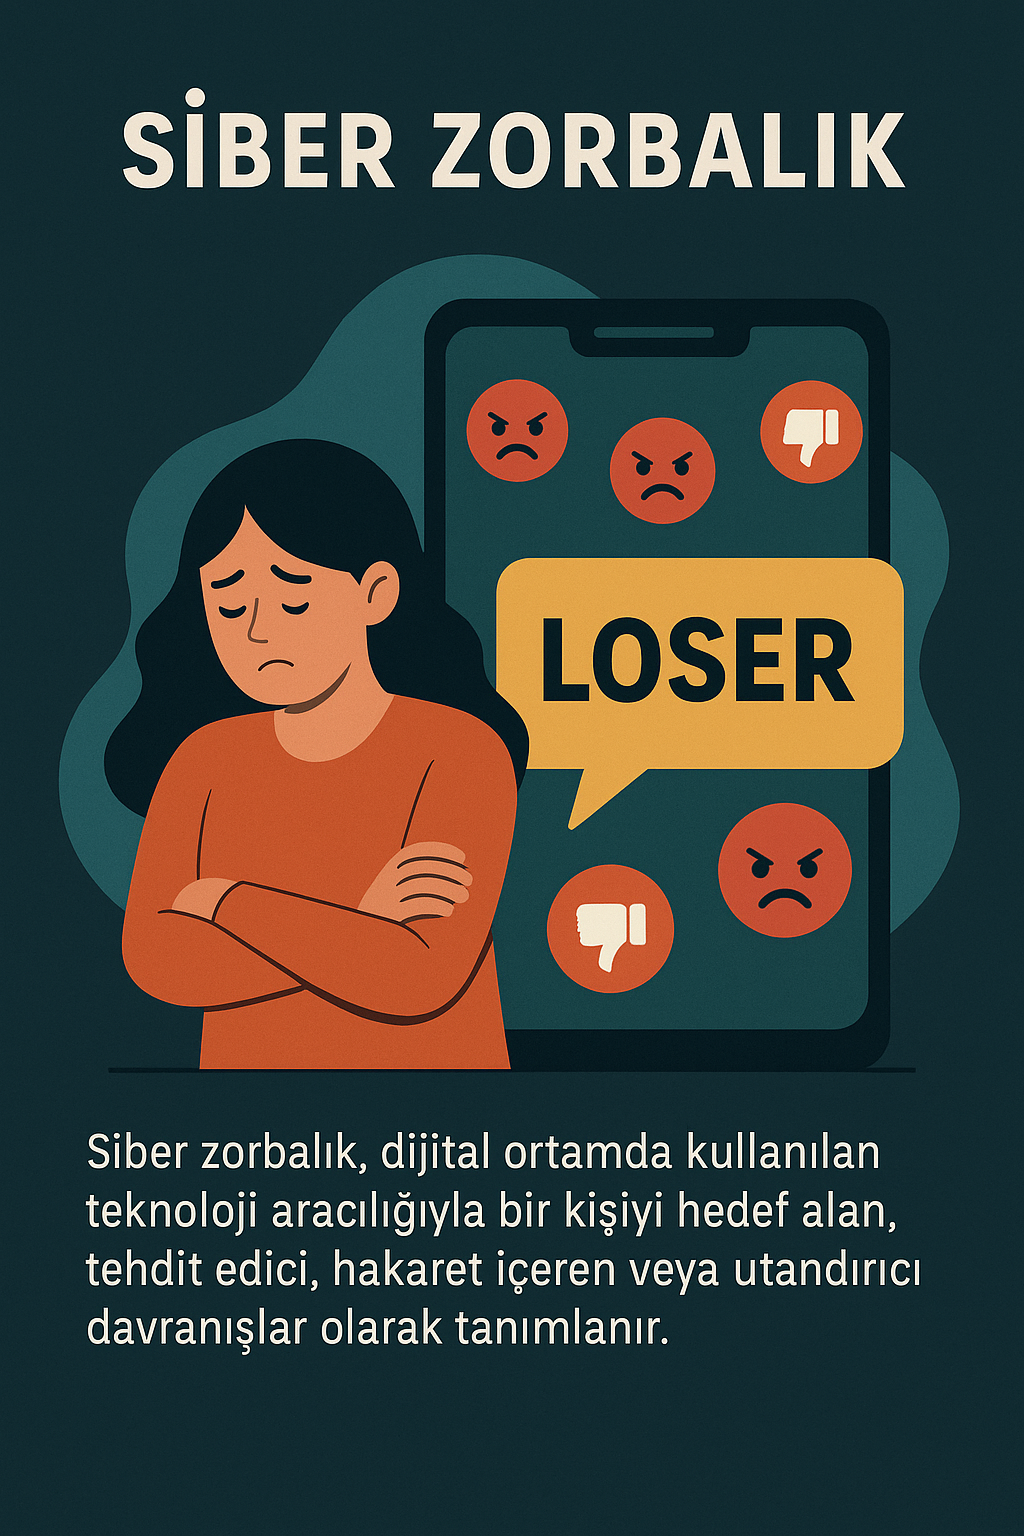 SİBER ZORBALIK
LOSER
Siber zorbalık, dijital ortamda kullanılan
teknoloji aracılığıyla bir kişiyi hedef alan,
tehdit edici, hakaret içeren veya utandırıcı
davranışlar olarak tanımlanır.